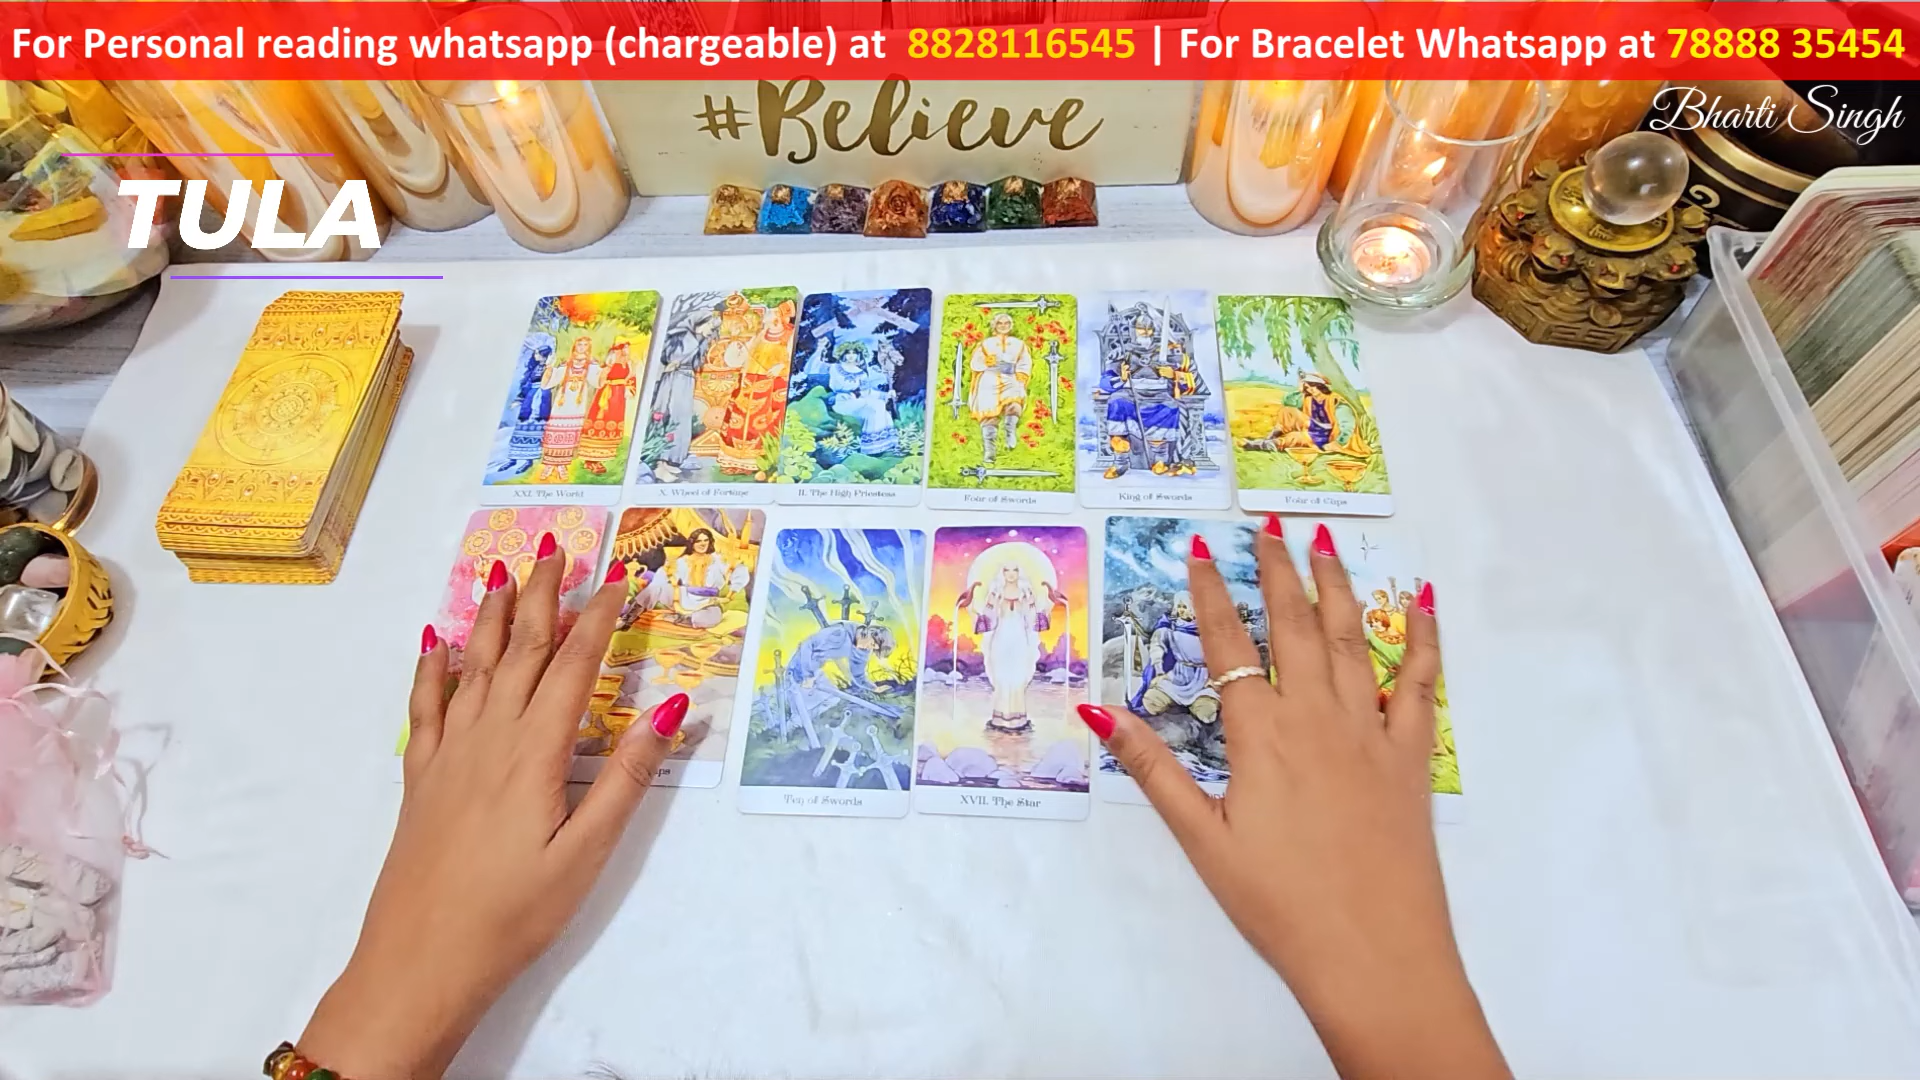 For Personal reading whatsapp (chargeable) at 8828116545 | For Bracelet Whatsapp at 78888 35454
#Believe
Bharti Singh
TULA
XXI. The World
X. Wheel of Fortune
II. The High Priestess
Four of Swords
King of Swords
Four of Cups
Ten of Swords
XVII. The Star